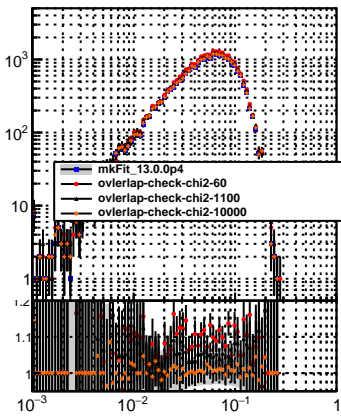 10³
10²
mkFit_13.0.0p4
ovlerlap-check-chi2-60
ovlerlap-check-chi2-1100
ovlerlap-check-chi2-10000
10
1
1.2
1.1
1.
10⁻³ 10⁻² 10⁻¹ 1